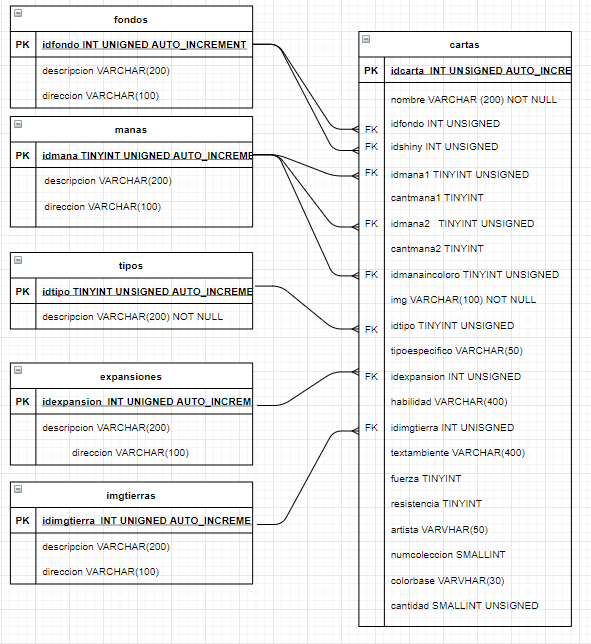 fondos
PK idfondo INT UNIGNED AUTO_INCREMENT
descripcion VARCHAR(200)
direccion VARCHAR(100)
manas
PK idmana TINYINT UNIGNED AUTO_INCREME
descripcion VARCHAR(200)
direccion VARCHAR(100)
tipos
PK idtipo TINYINT UNSIGNED AUTO_INCREME
descripcion VARCHAR(200) NOT NULL
expansiones
PK idexpansion INT UNIGNED AUTO_INCREM
descripcion VARCHAR(200)
direccion VARCHAR(100)
imgtierras
PK idimgtierra INT UNIGNED AUTO_INCREME
descripcion VARCHAR(200)
direccion VARCHAR(100)
cartas
PK idcarta INT UNSIGNED AUTO_INCRE
nombre VARCHAR (200) NOT NULL
FK idfondo INT UNSIGNED
FK idshiny INT UNSIGNED
FK idmana1 TINYINT UNSIGNED
cantmana1 TINYINT
FK idmana2 TINYINT UNSIGNED
cantmana2 TINYINT
FK idmanaincoloro TINYINT UNSIGNED
img VARCHAR(100) NOT NULL
FK idtipo TINYINT UNSIGNED
tipoespecifico VARCHAR(50)
FK idexpansion INT UNSIGNED
habilidad VARCHAR(400)
FK idimgtierra INT UNISGNED
textambiente VARCHAR(400)
fuerza TINYINT
resistencia TINYINT
artista VARVHAR(50)
numcoleccion SMALLINT
colorbase VARVHAR(30)
cantidad SMALLINT UNSIGNED